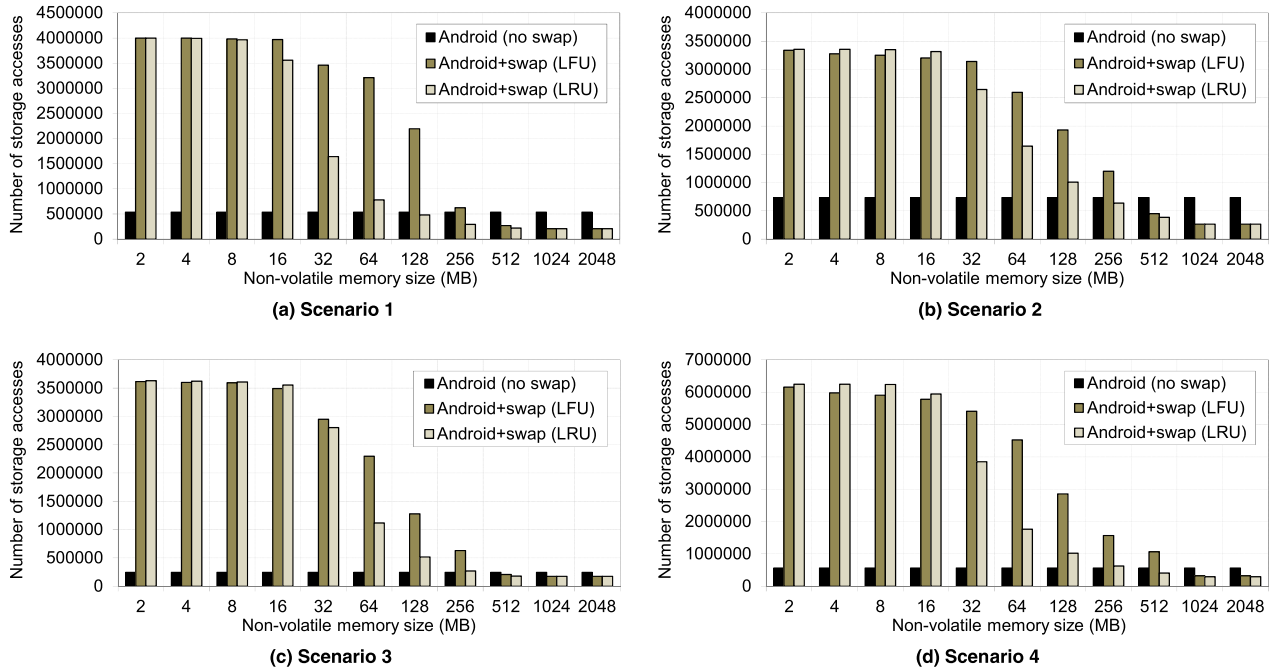 Number of storage accesses
4500000
4000000
3500000
3000000
2500000
2000000
1500000
1000000
500000
0
Android (no swap)
Android+swap (LFU)
Android+swap (LRU)
2 4 8 16 32 64 128 256 512 1024 2048
Non-volatile memory size (MB)
(a) Scenario 1
Number of storage accesses
4000000
3500000
3000000
2500000
2000000
1500000
1000000
500000
0
Android (no swap)
Android+swap (LFU)
Android+swap (LRU)
2 4 8 16 32 64 128 256 512 1024 2048
Non-volatile memory size (MB)
(b) Scenario 2
Number of storage accesses
4000000
3500000
3000000
2500000
2000000
1500000
1000000
500000
0
Android (no swap)
Android+swap (LFU)
Android+swap (LRU)
2 4 8 16 32 64 128 256 512 1024 2048
Non-volatile memory size (MB)
(c) Scenario 3
Number of storage accesses
7000000
6000000
5000000
4000000
3000000
2000000
1000000
0
Android (no swap)
Android+swap (LFU)
Android+swap (LRU)
2 4 8 16 32 64 128 256 512 1024 2048
Non-volatile memory size (MB)
(d) Scenario 4